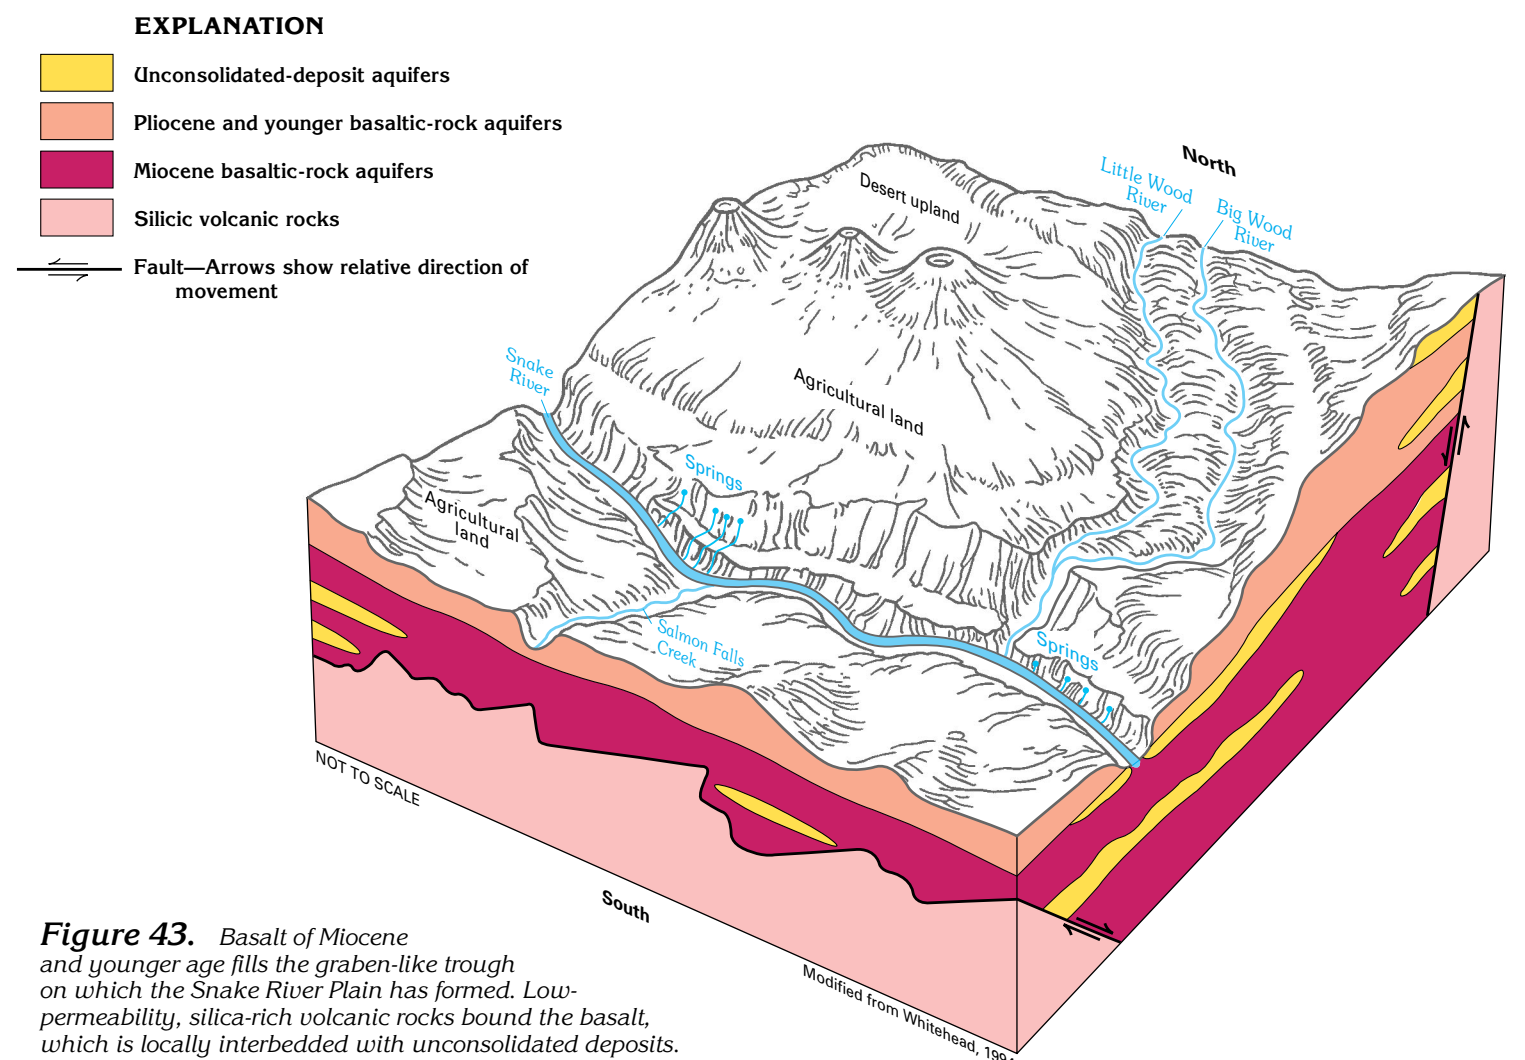 EXPLANATION
Unconsolidated-deposit aquifers
Pliocene and younger basaltic-rock aquifers
Miocene basaltic-rock aquifers
Silicic volcanic rocks
Fault—Arrows show relative direction of
movement
North
Little Wood
River
Big Wood
River
Desert upland
Snake
River
Agricultural land
Springs
Agricultural
land
Salmon Falls
Creek
Springs
NOT TO SCALE
South
Modified from Whitehead, 1994
Figure 43. Basalt of Miocene
and younger age fills the graben-like trough
on which the Snake River Plain has formed. Low-
permeability, silica-rich volcanic rocks bound the basalt,
which is locally interbedded with unconsolidated deposits.